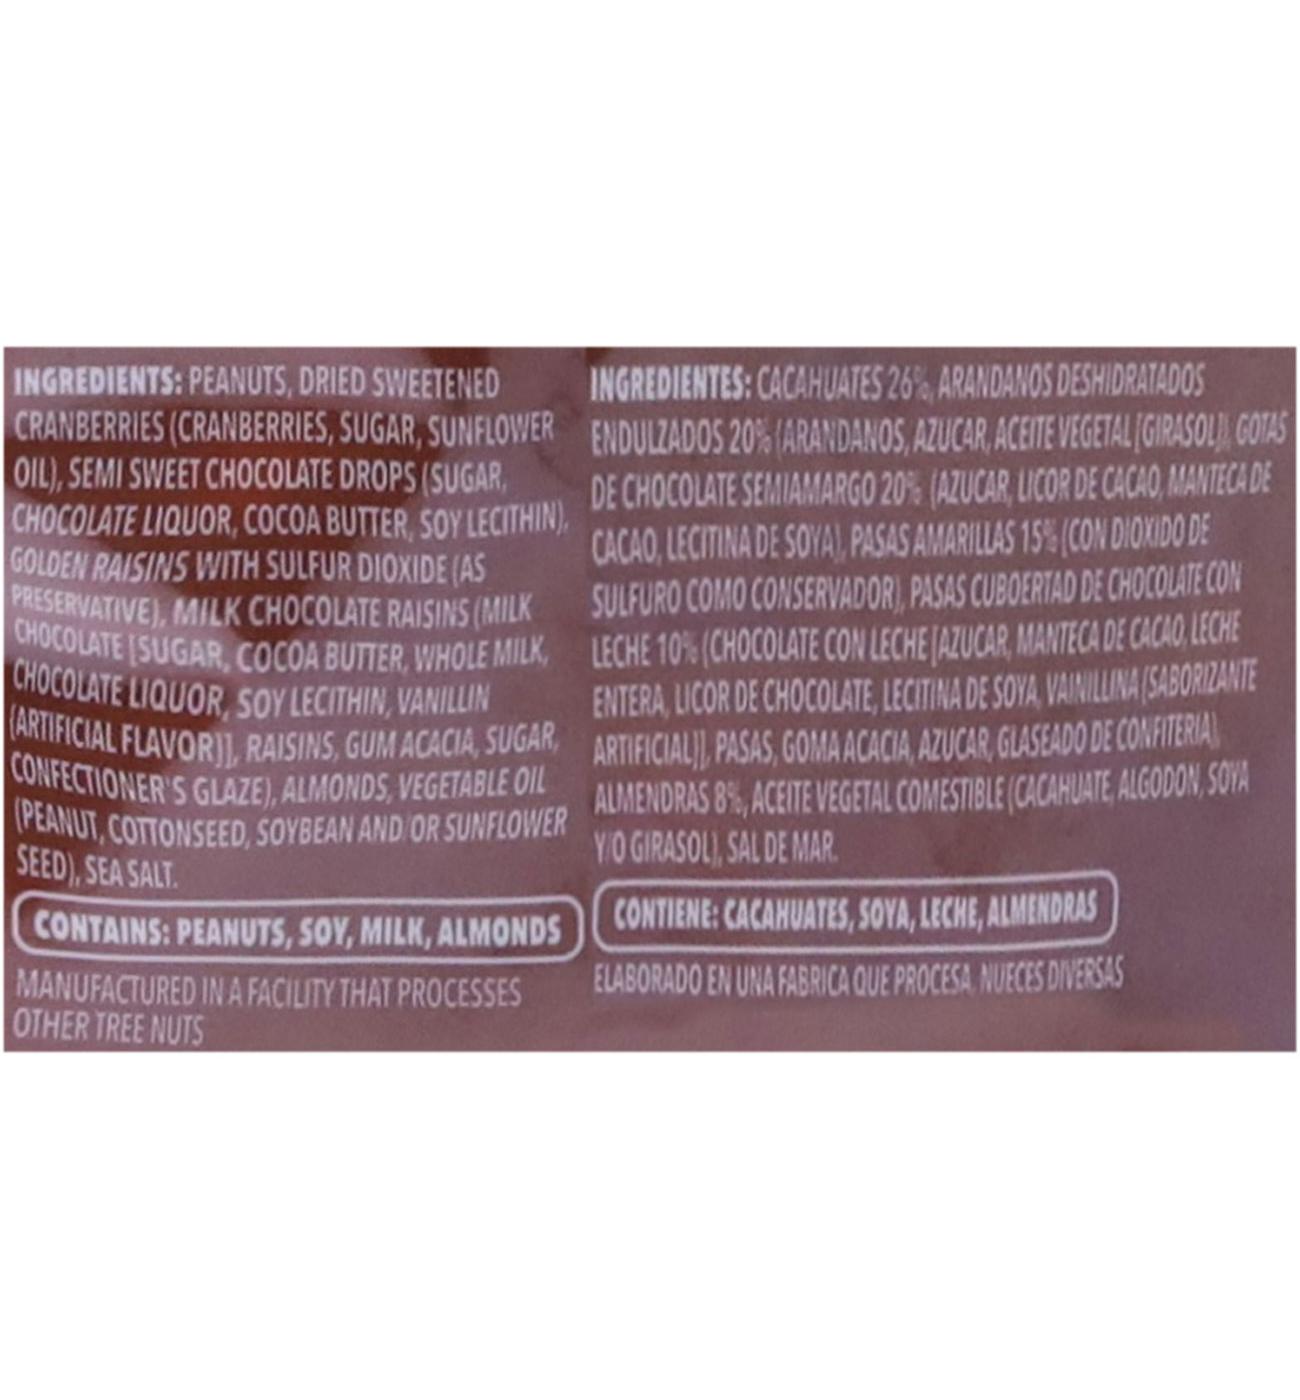 INGREDIENTS: PEANUTS, DRIED SWEETENED
CRANBERRIES (CRANBERRIES, SUGAR, SUNFLOWER
OIL), SEMI SWEET CHOCOLATE DROPS (SUGAR,
CHOCOLATE LIQUOR, COCOA BUTTER, SOY LECITHIN),
GOLDEN RAISINS WITH SULFUR DIOXIDE (AS
PRESERVATIVE), MILK CHOCOLATE RAISINS (MILK
CHOCOLATE [SUGAR, COCOA BUTTER, WHOLE MILK,
CHOCOLATE LIQUOR, SOY LECITHIN, VANILLIN
(ARTIFICIAL FLAVOR)], RAISINS, GUM ACACIA, SUGAR,
CONFECTIONER'S GLAZE), ALMONDS, VEGETABLE OIL
(PEANUT, COTTONSEED, SOYBEAN AND/OR SUNFLOWER
SEED), SEA SALT.
CONTAINS: PEANUTS, SOY, MILK, ALMONDS
MANUFACTURED IN A FACILITY THAT PROCESSES
OTHER TREE NUTS
INGREDIENTES: CACAHUATES 26%, ARANDANOS DESHIDRATADOS
ENDULZADOS 20% (ARANDANOS, AZUCAR, ACEITE VEGETAL [GIRASOL]), GOTAS
DE CHOCOLATE SEMIAMARGO 20% (AZUCAR, LICOR DE CACAO, MANTECA DE
CACAO, LECITINA DE SOYA), PASAS AMARILLAS 15% (CON DIOXIDO DE
SULFURO COMO CONSERVADOR), PASAS CUBOERTAD DE CHOCOLATE CON
LECHE 10% (CHOCOLATE CON LECHE [AZUCAR, MANTECA DE CACAO, LECHE
ENTERA, LICOR DE CHOCOLATE, LECITINA DE SOYA, VAINILLINA (SABORIZANTE
ARTIFICIAL)], PASAS, GOMA ACACIA, AZUCAR, GLASEADO DE CONFITERIA),
ALMENDRAS 8%, ACEITE VEGETAL COMESTIBLE (CACAHUATE, ALGODON, SOYA
Y/O GIRASOL), SAL DE MAR.
CONTIENE: CACAHUATES, SOYA, LECHE, ALMENDRAS
ELABORADO EN UNA FABRICA QUE PROCESA NUECES DIVERSAS